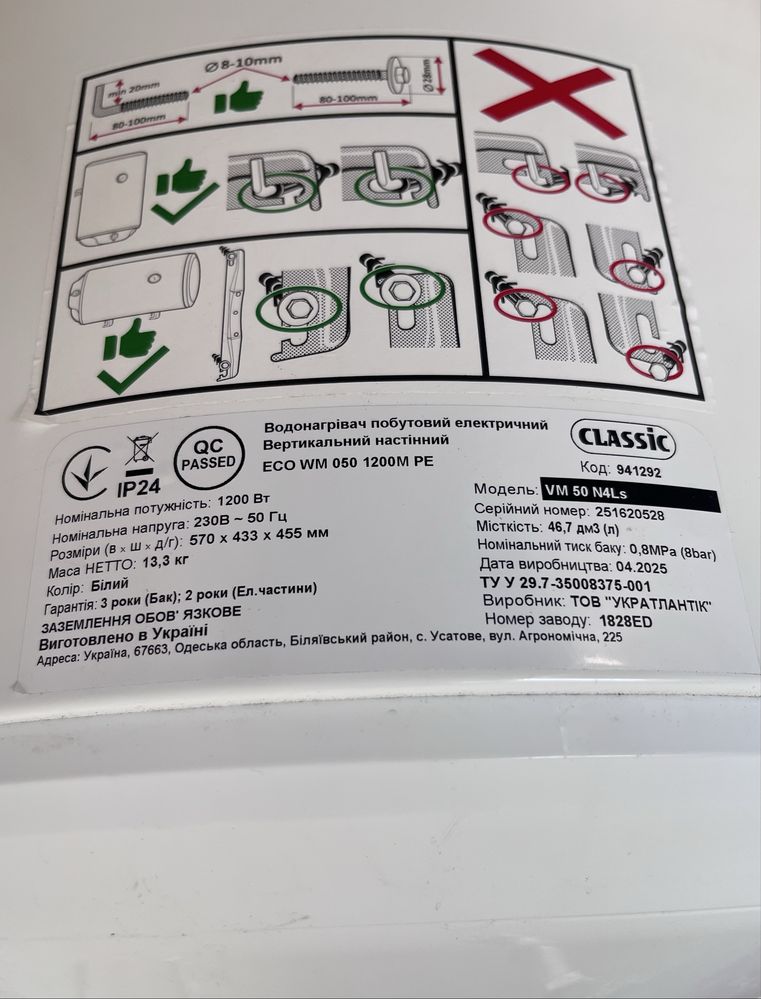 Ø 8-10mm
min 20mm
80-100mm
80-100mm
Ø 28mm
Водонагрівач побутовий електричний
Вертикальний настінний
ECO WM 050 1200M PE
CLASSIC
Код: 941292
QC
PASSED
IP24
Номінальна потужність: 1200 Вт
Номінальна напруга: 230В ~ 50 Гц
Розміри (в х ш х д/г): 570 x 433 x 455 мм
Маса НЕТТО: 13,3 кг
Колір: Білий
Гарантія: 3 роки (Бак); 2 роки (Ел.частини)
ЗАЗЕМЛЕННЯ ОБОВ' ЯЗКОВЕ
Виготовлено в Україні
Адреса: Україна, 67663, Одеська область, Біляївський район, с. Усатове, вул. Агрономічна, 225
Модель: VM 50 N4Ls
Серійний номер: 251620528
Місткість: 46,7 дм3 (л)
Номінальний тиск баку: 0,8MPa (8bar)
Дата виробництва: 04.2025
ТУ У 29.7-35008375-001
Виробник: ТОВ "УКРАТЛАНТІК"
Номер заводу: 1828ED